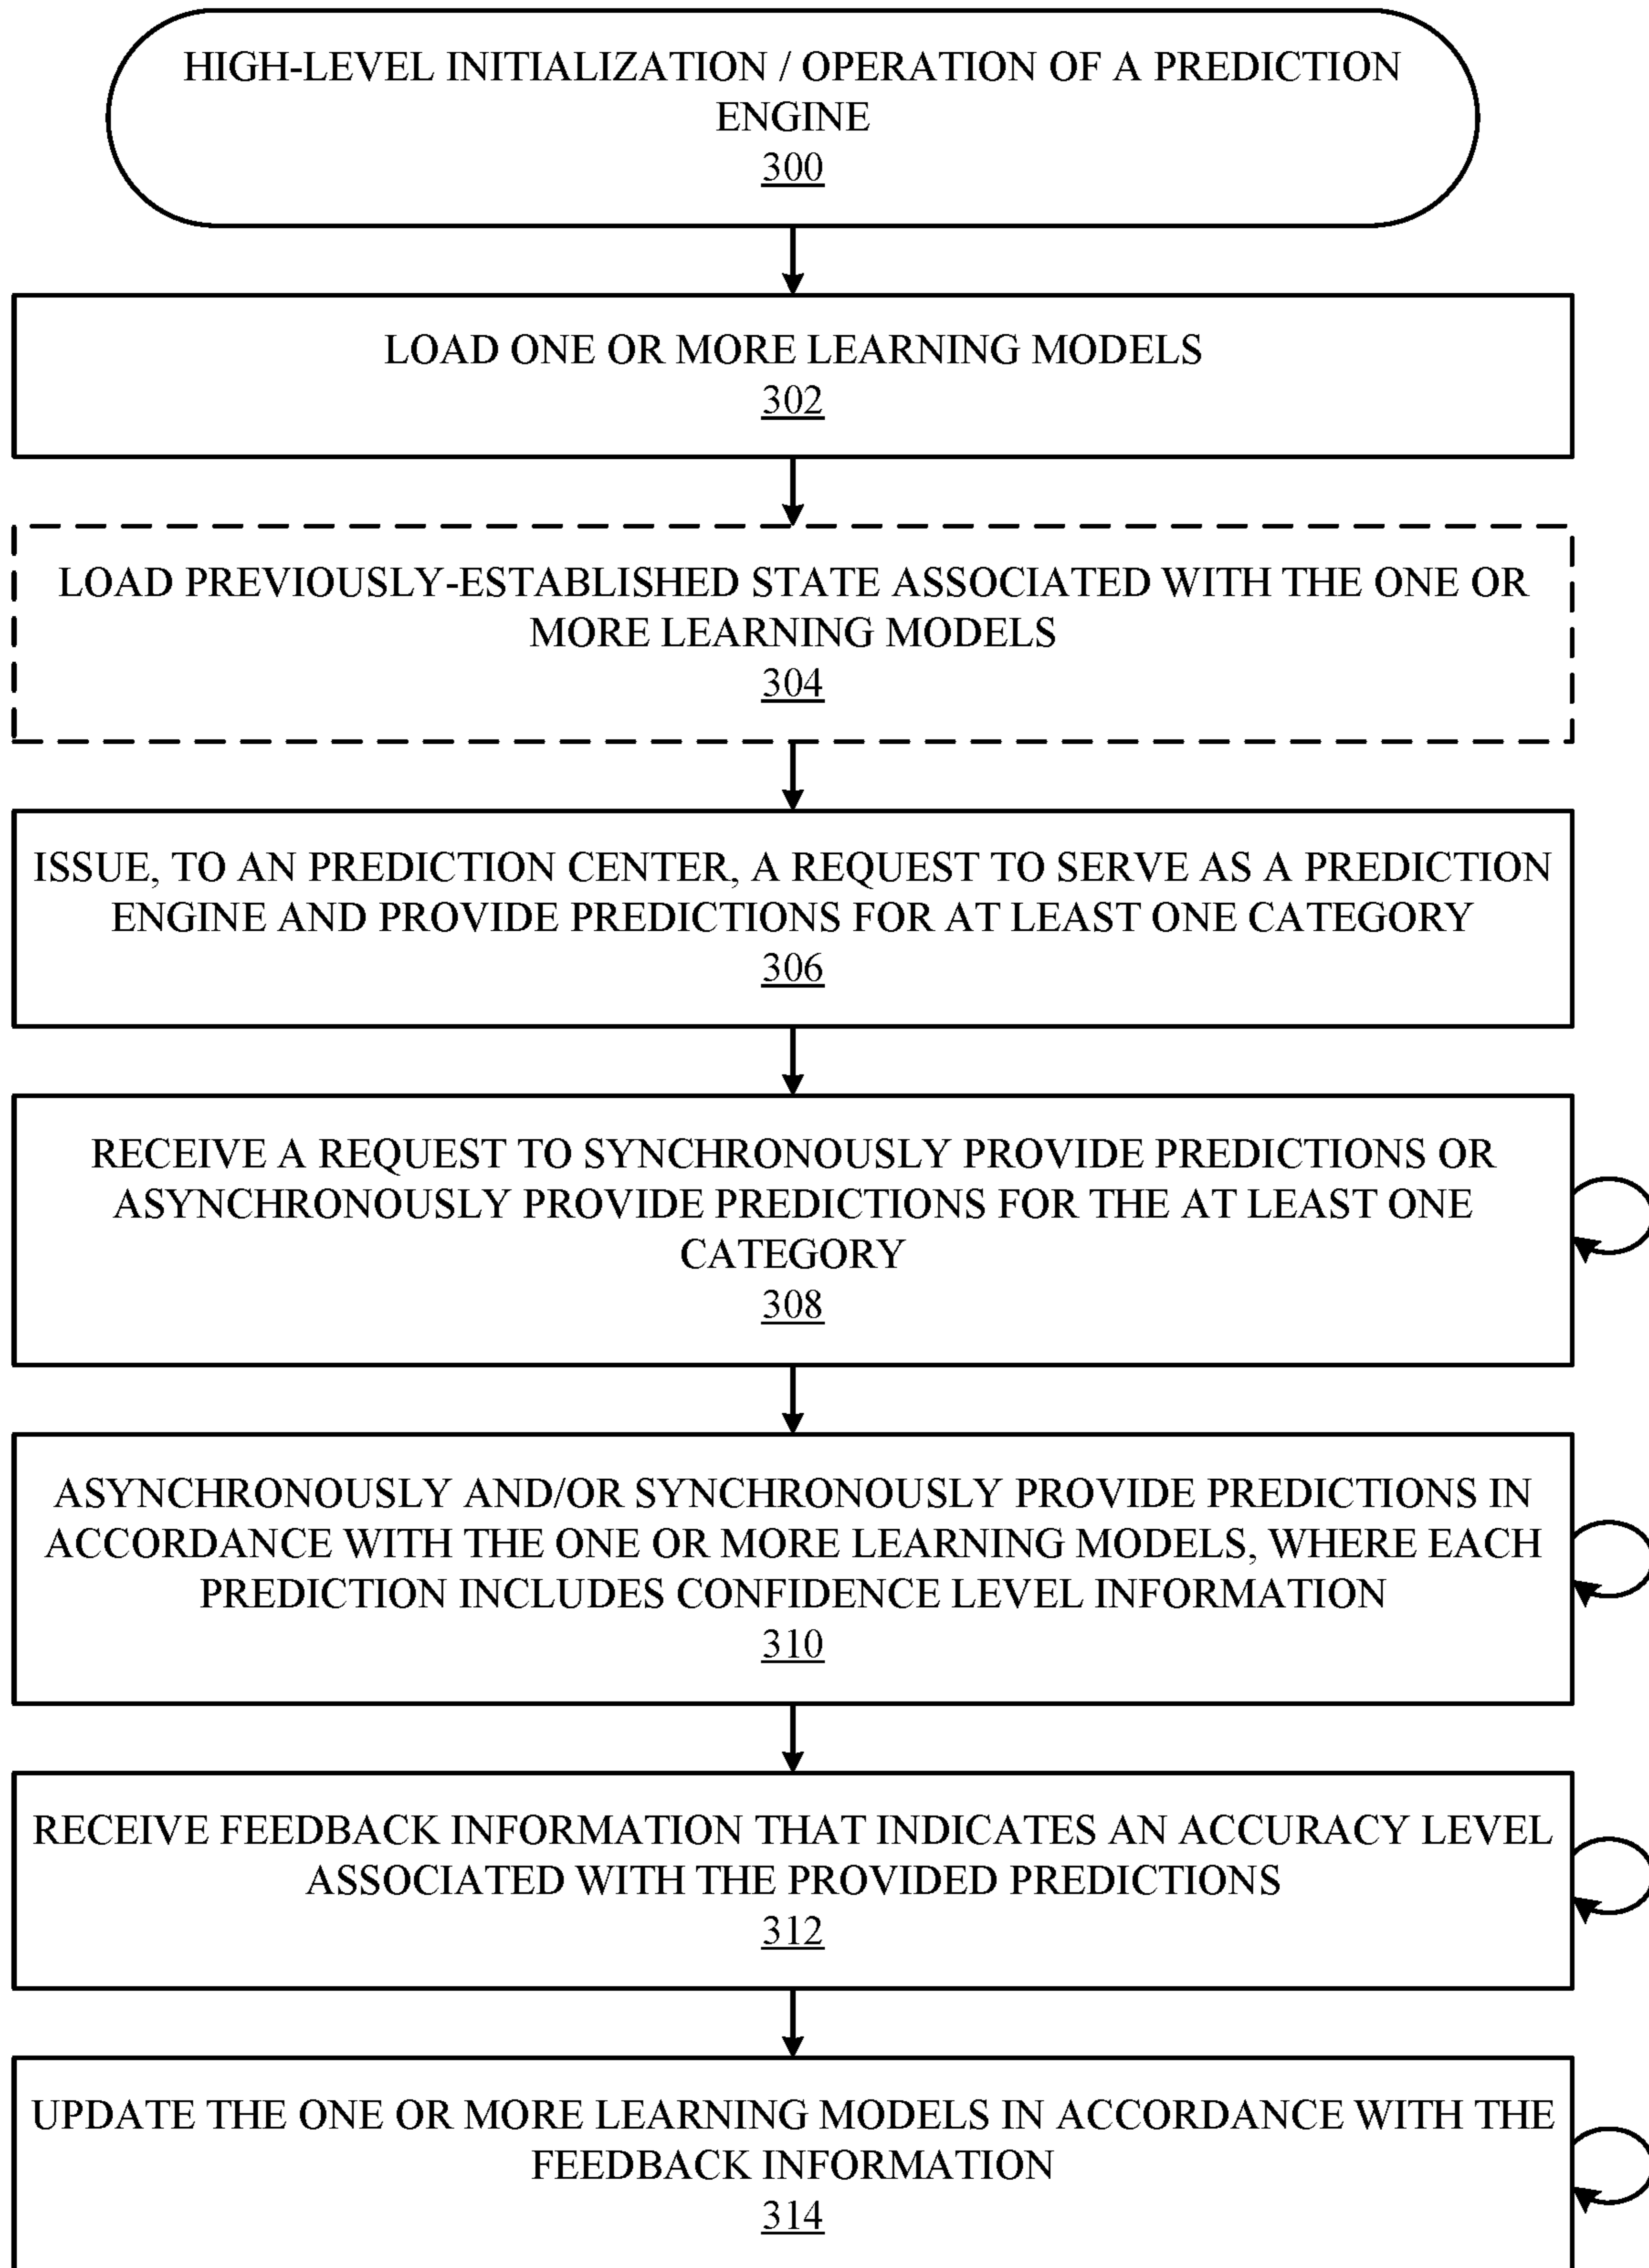 HIGH-LEVEL INITIALIZATION / OPERATION OF A PREDICTION
ENGINE
300
LOAD ONE OR MORE LEARNING MODELS
302
LOAD PREVIOUSLY-ESTABLISHED STATE ASSOCIATED WITH THE ONE OR
MORE LEARNING MODELS
304
ISSUE, TO AN PREDICTION CENTER, A REQUEST TO SERVE AS A PREDICTION
ENGINE AND PROVIDE PREDICTIONS FOR AT LEAST ONE CATEGORY
306
RECEIVE A REQUEST TO SYNCHRONOUSLY PROVIDE PREDICTIONS OR
ASYNCHRONOUSLY PROVIDE PREDICTIONS FOR THE AT LEAST ONE
CATEGORY
308
ASYNCHRONOUSLY AND/OR SYNCHRONOUSLY PROVIDE PREDICTIONS IN
ACCORDANCE WITH THE ONE OR MORE LEARNING MODELS, WHERE EACH
PREDICTION INCLUDES CONFIDENCE LEVEL INFORMATION
310
RECEIVE FEEDBACK INFORMATION THAT INDICATES AN ACCURACY LEVEL
ASSOCIATED WITH THE PROVIDED PREDICTIONS
312
UPDATE THE ONE OR MORE LEARNING MODELS IN ACCORDANCE WITH THE
FEEDBACK INFORMATION
314